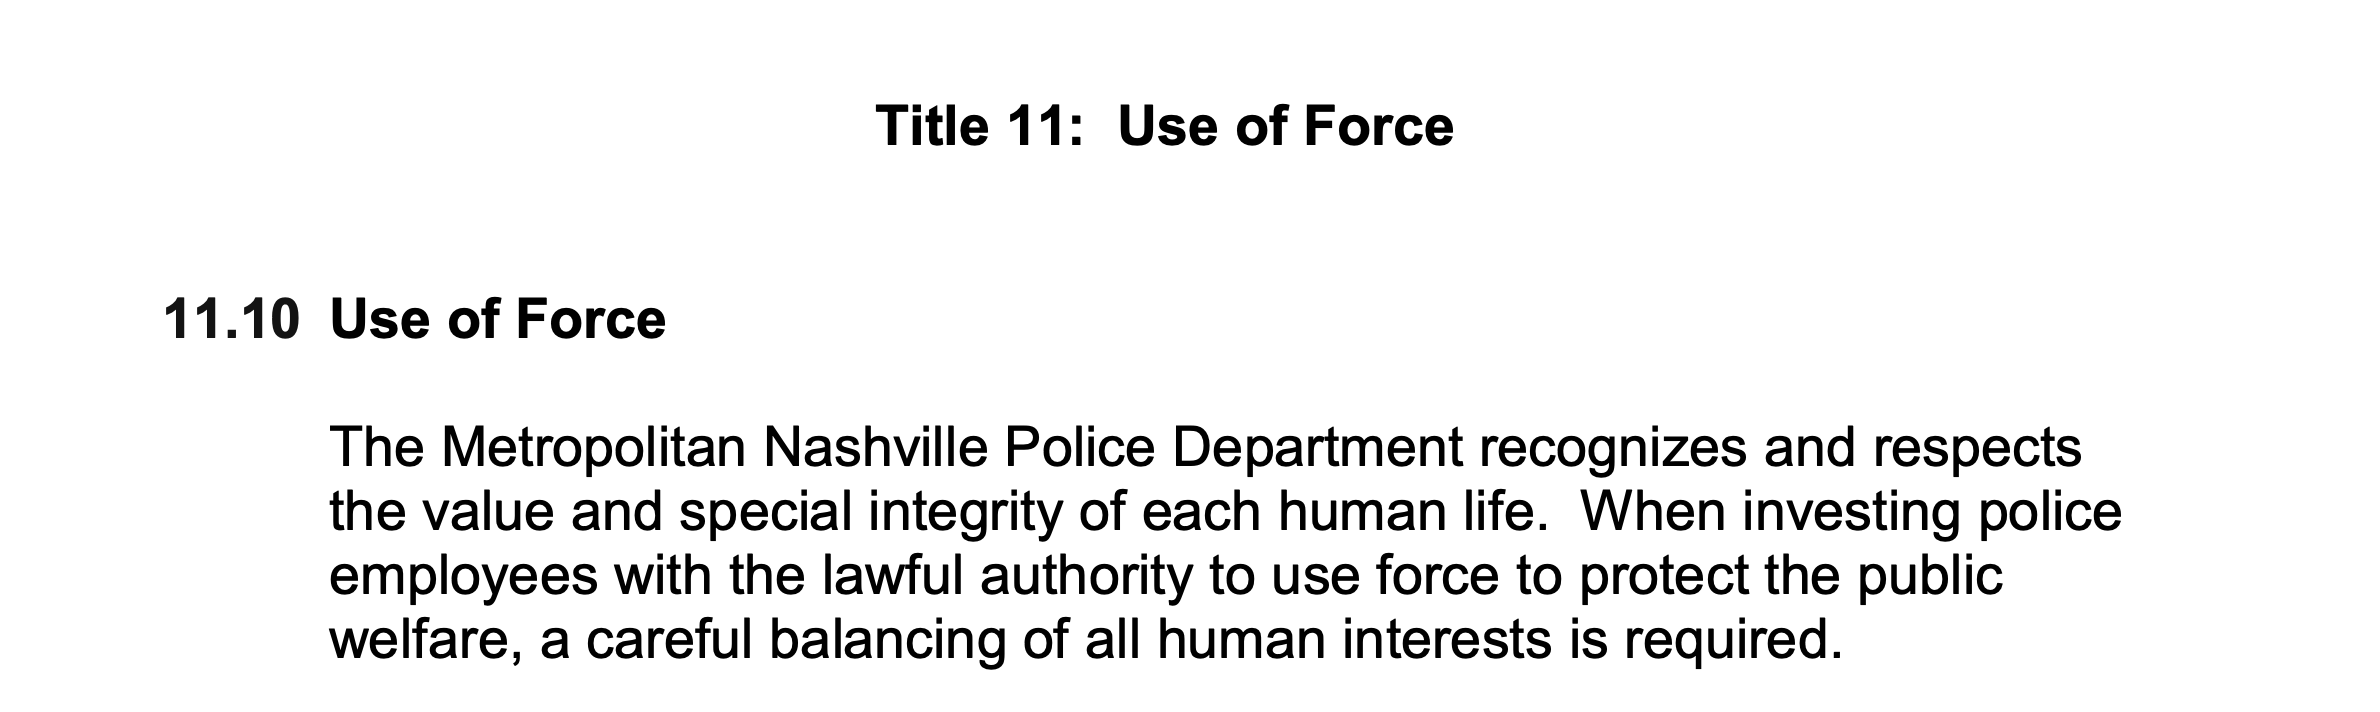 Title 11:  Use of Force
11.10 Use of Force
The Metropolitan Nashville Police Department recognizes and respects
the value and special integrity of each human life.  When investing police
employees with the lawful authority to use force to protect the public
welfare, a careful balancing of all human interests is required.